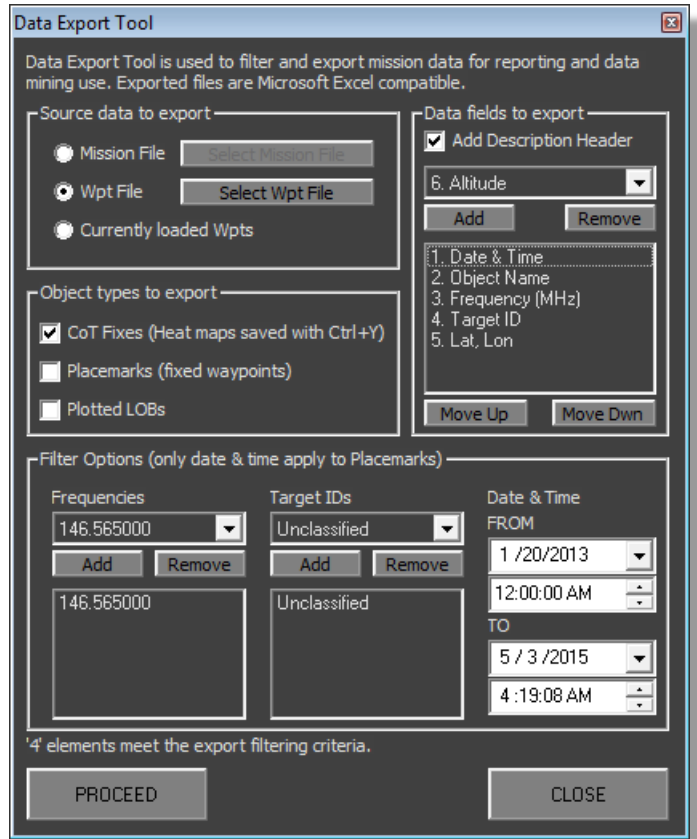 Data Export Tool
Data Export Tool is used to filter and export mission data for reporting and data
mining use. Exported files are Microsoft Excel compatible.
Source data to export
Mission File
Select Mission File
Wpt File
Select Wpt File
Currently loaded Wpts
Object types to export
CoT Fixes (Heat maps saved with Ctrl+Y)
Placemarks (fixed waypoints)
Plotted LOBs
Data fields to export
Add Description Header
6. Altitude
Add
Remove
1. Date & Time
2. Object Name
3. Frequency (MHz)
4. Target ID
5. Lat, Lon
Move Up
Move Dwn
Filter Options (only date & time apply to Placemarks)
Frequencies
146.565000
Add
Remove
146.565000
Target IDs
Unclassified
Add
Remove
Unclassified
Date & Time
FROM
1 /20/2013
12:00:00 AM
TO
5 / 3 /2015
4 :19:08 AM
'4' elements meet the export filtering criteria.
PROCEED
CLOSE